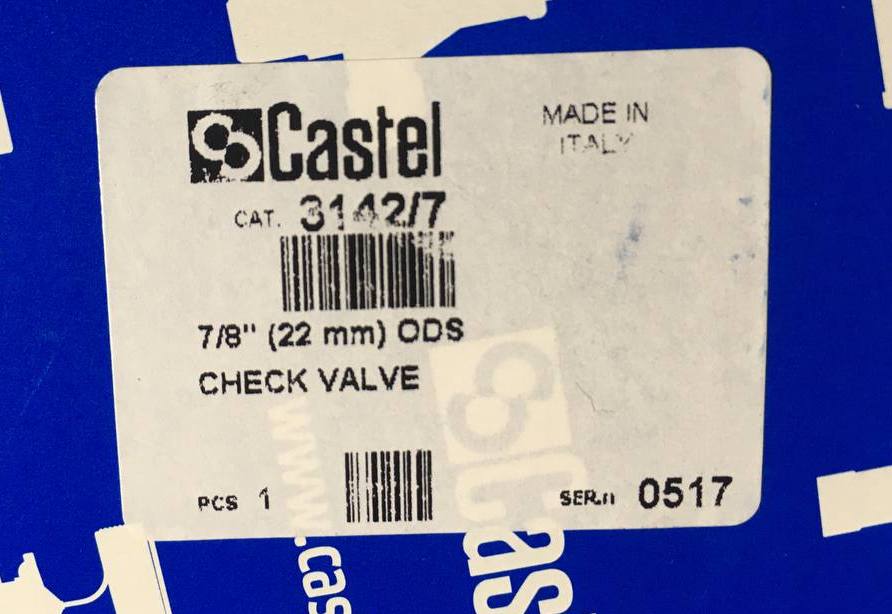 Castel
MADE IN
ITALY
CAT. 3142/7
7/8" (22 mm) ODS
CHECK VALVE
PCS 1
SER.n 0517
www.cas
Cas